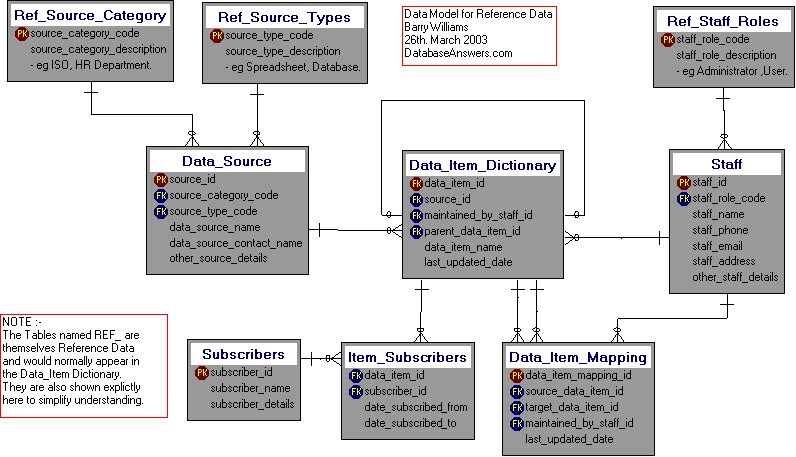 Ref_Source_Category
PK source_category_code
source_category_description
- eg ISO, HR Department.
Ref_Source_Types
PK source_type_code
source_type_description
- eg Spreadsheet, Database.
Data Model for Reference Data
Barry Williams
26th. March 2003
DatabaseAnswers.com
Ref_Staff_Roles
PK staff_role_code
staff_role_description
- eg Administrator ,User.
Data_Source
PK source_id
FK source_category_code
FK source_type_code
data_source_name
data_source_contact_name
other_source_details
Data_Item_Dictionary
PK data_item_id
FK source_id
FK maintained_by_staff_id
FK parent_data_item_id
data_item_name
last_updated_date
Staff
PK staff_id
FK staff_role_code
staff_name
staff_phone
staff_email
staff_address
other_staff_details
NOTE :-
The Tables named REF_ are
themselves Reference Data
and would normally appear in
the Data_Item Dictionary.
They are also shown explictly
here to simplify understanding.
Subscribers
PK subscriber_id
subscriber_name
subscriber_details
Item_Subscribers
FK data_item_id
FK subscriber_id
date_subscribed_from
date_subscribed_to
Data_Item_Mapping
PK data_item_mapping_id
FK source_data_item_id
FK target_data_item_id
FK maintained_by_staff_id
last_updated_date